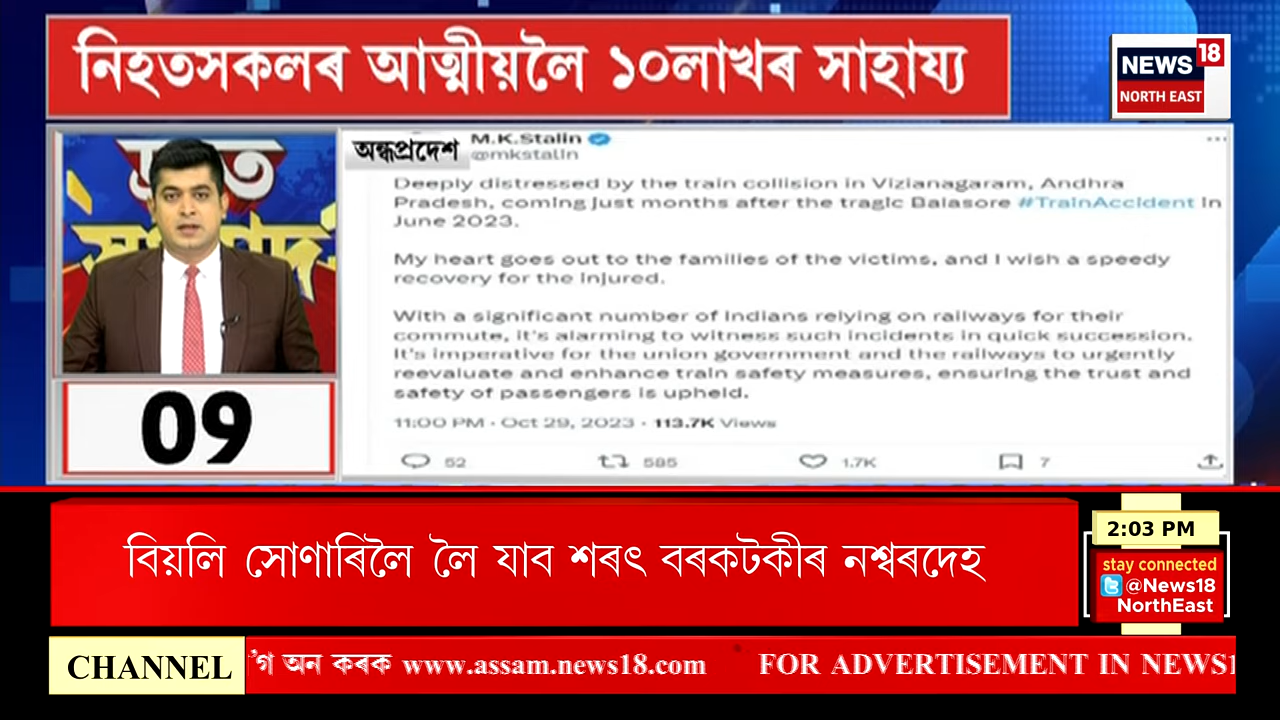 নিহতসকলৰ আত্মীয়লৈ ১০লাখৰ সাহায্য
NEWS 18
NORTH EAST
অন্ধপ্ৰদেশ
M.K.Stalin
@mkstalin
Deeply distressed by the train collision in Vizianagaram, Andhra
Pradesh, coming just months after the tragic Balasore #TrainAccident in
June 2023.
My heart goes out to the families of the victims, and I wish a speedy
recovery for the injured.
With a significant number of Indians relying on railways for their
commute, it's alarming to witness such incidents in quick succession.
It's imperative for the union government and the railways to urgently
reevaluate and enhance train safety measures, ensuring the trust and
safety of passengers is upheld.
11:00 PM · Oct 29, 2023 · 113.7K Views
52 585 1.7K 7
09
বিয়লি সোণাৰিলৈ লৈ যাব শৰৎ বৰকটকীৰ নশ্বৰদেহ
2:03 PM
stay connected
@News18
NorthEast
CHANNEL
'গ অন কৰক www.assam.news18.com FOR ADVERTISEMENT IN NEWS1